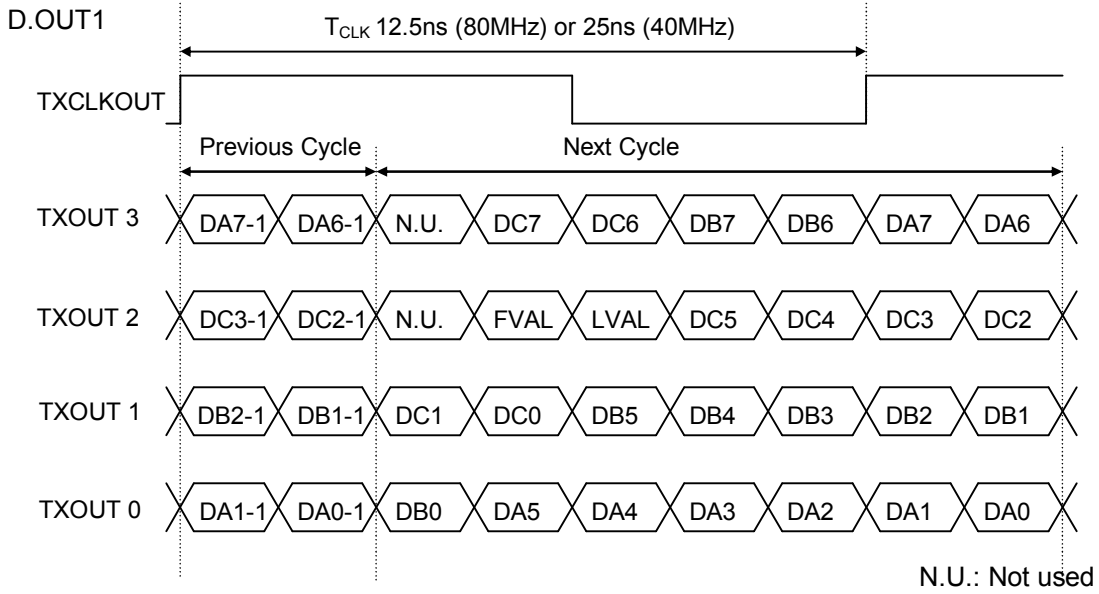 D.OUT1
TCLK 12.5ns (80MHz) or 25ns (40MHz)
TXCLKOUT
Previous Cycle Next Cycle
TXOUT 3 DA7-1 DA6-1 N.U. DC7 DC6 DB7 DB6 DA7 DA6
TXOUT 2 DC3-1 DC2-1 N.U. FVAL LVAL DC5 DC4 DC3 DC2
TXOUT 1 DB2-1 DB1-1 DC1 DC0 DB5 DB4 DB3 DB2 DB1
TXOUT 0 DA1-1 DA0-1 DB0 DA5 DA4 DA3 DA2 DA1 DA0
N.U.: Not used